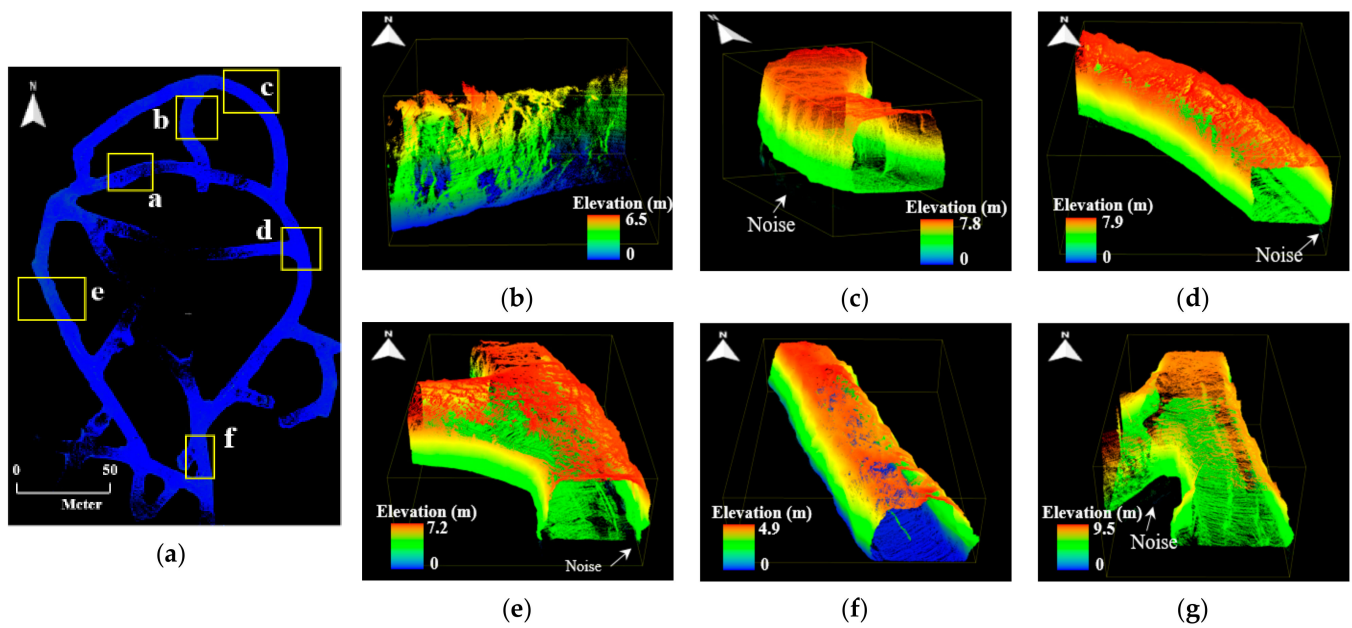 N
c
b
a
d
e
f
0 50
Meter
(a)
N
Elevation (m)
6.5
0
(b)
N
Noise
Elevation (m)
7.8
0
(c)
N
Elevation (m)
7.9
0
Noise
(d)
N
Elevation (m)
7.2
0
Noise
(e)
N
Elevation (m)
4.9
0
(f)
N
Elevation (m)
9.5
0
Noise
(g)